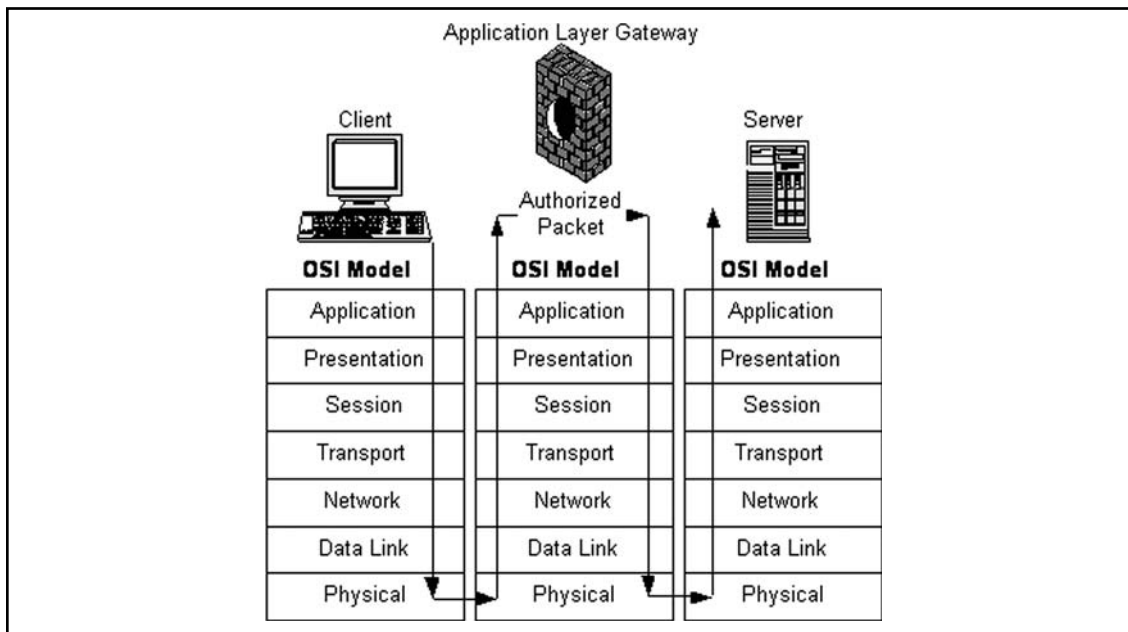 Application Layer Gateway
Client
Server
Authorized
Packet
OSI Model
OSI Model
OSI Model
Application
Application
Application
Presentation
Presentation
Presentation
Session
Session
Session
Transport
Transport
Transport
Network
Network
Network
Data Link
Data Link
Data Link
Physical
Physical
Physical